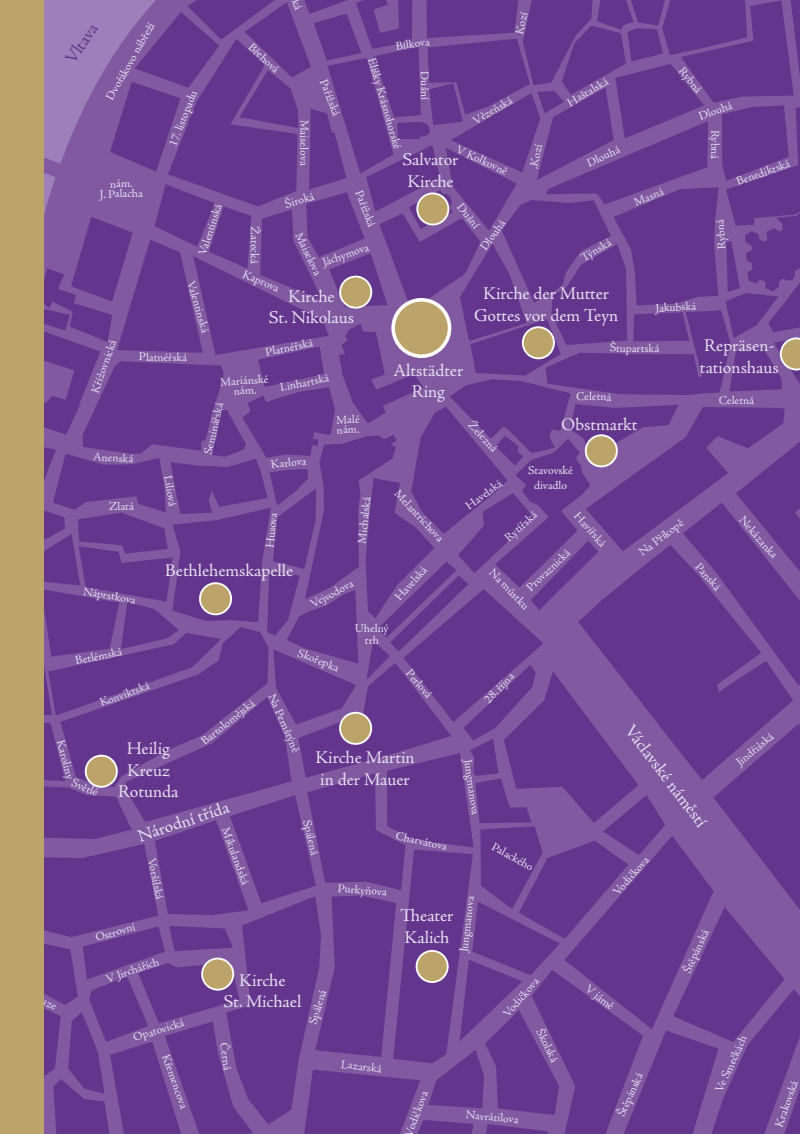 Vltava
Dvořákovo nábřeží
17. listopadu
Břehová
Maiselova
Pařížská
Elišky Krásnohorské
Dušní
Bílkova
Kozí
Vězeňská
Haštalská
Rybná
Dlouhá
V Kolkovně
Kozí
Dlouhá
Rybná
Benediktská
Salvator
Kirche
nám.
J. Palacha
Široká
Pařížská
Masná
Dušní
Dlouhá
Valentinská
Žatecká
Maiselova
Jáchymova
Týnská
Rybná
Kaprova
Kirche
St. Nikolaus
Kirche der Mutter
Gottes vor dem Teyn
Jakubská
Valentinská
Platnéřská
Platnéřská
Štupartská
Repräsen-
tationshaus
Křižovnická
Mariánské
nám.
Linhartská
Altstädter
Ring
Celetná
Celetná
Seminářská
Malé
nám.
Železná
Obstmarkt
Anenská
Karlova
Stavovské
divadlo
Liliová
Zlatá
Husova
Michalská
Melantrichova
Havelská
Rytířská
Havířská
Na Příkopě
Nekázanka
Panská
Provaznická
Na můstku
Bethlehemskapelle
Náprstkova
Vejvodova
Havelská
Uhelný
trh
Betlémská
Skořepka
Konviktská
Perlová
28. října
Na Perštýně
Bartolomějská
Karoliny
Světlé
Heilig
Kreuz
Rotunda
Kirche Martin
in der Mauer
Václavské náměstí
Jindřišská
Národní třída
Jungmanova
Mikulandská
Spálená
Charvátova
Palackého
Voršilská
Purkyňova
Vodičkova
Theater
Kalich
Jungmanova
Ostrovní
V Jirchářích
Štěpánská
Kirche
St. Michael
V jámě
Vodičkova
Spálená
Opatovická
Černá
Křemencova
Školská
Ve Smečkách
Lazarská
Štěpánská
Krakovská
Vodičkova
Navrátilova